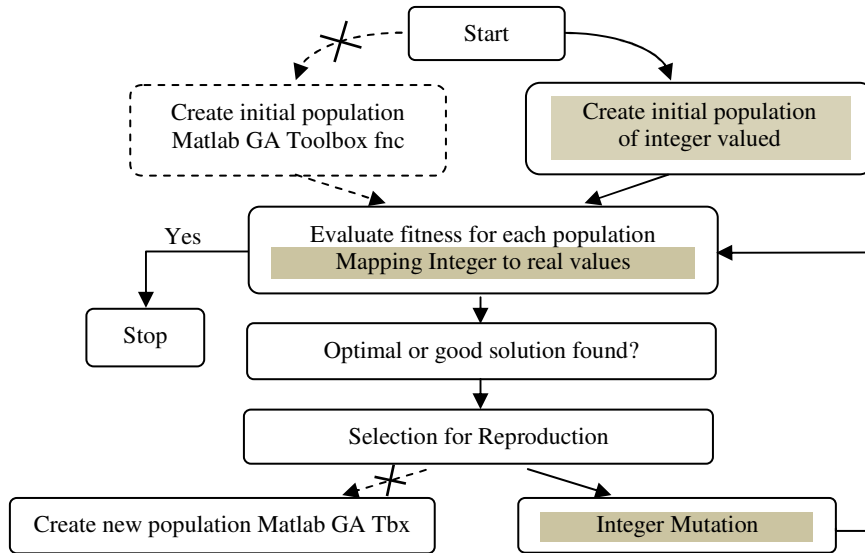 Start
Create initial population
Matlab GA Toolbox fnc
Create initial population
of integer valued
Yes
Evaluate fitness for each population
Mapping Integer to real values
Stop
Optimal or good solution found?
Selection for Reproduction
Create new population Matlab GA Tbx
Integer Mutation